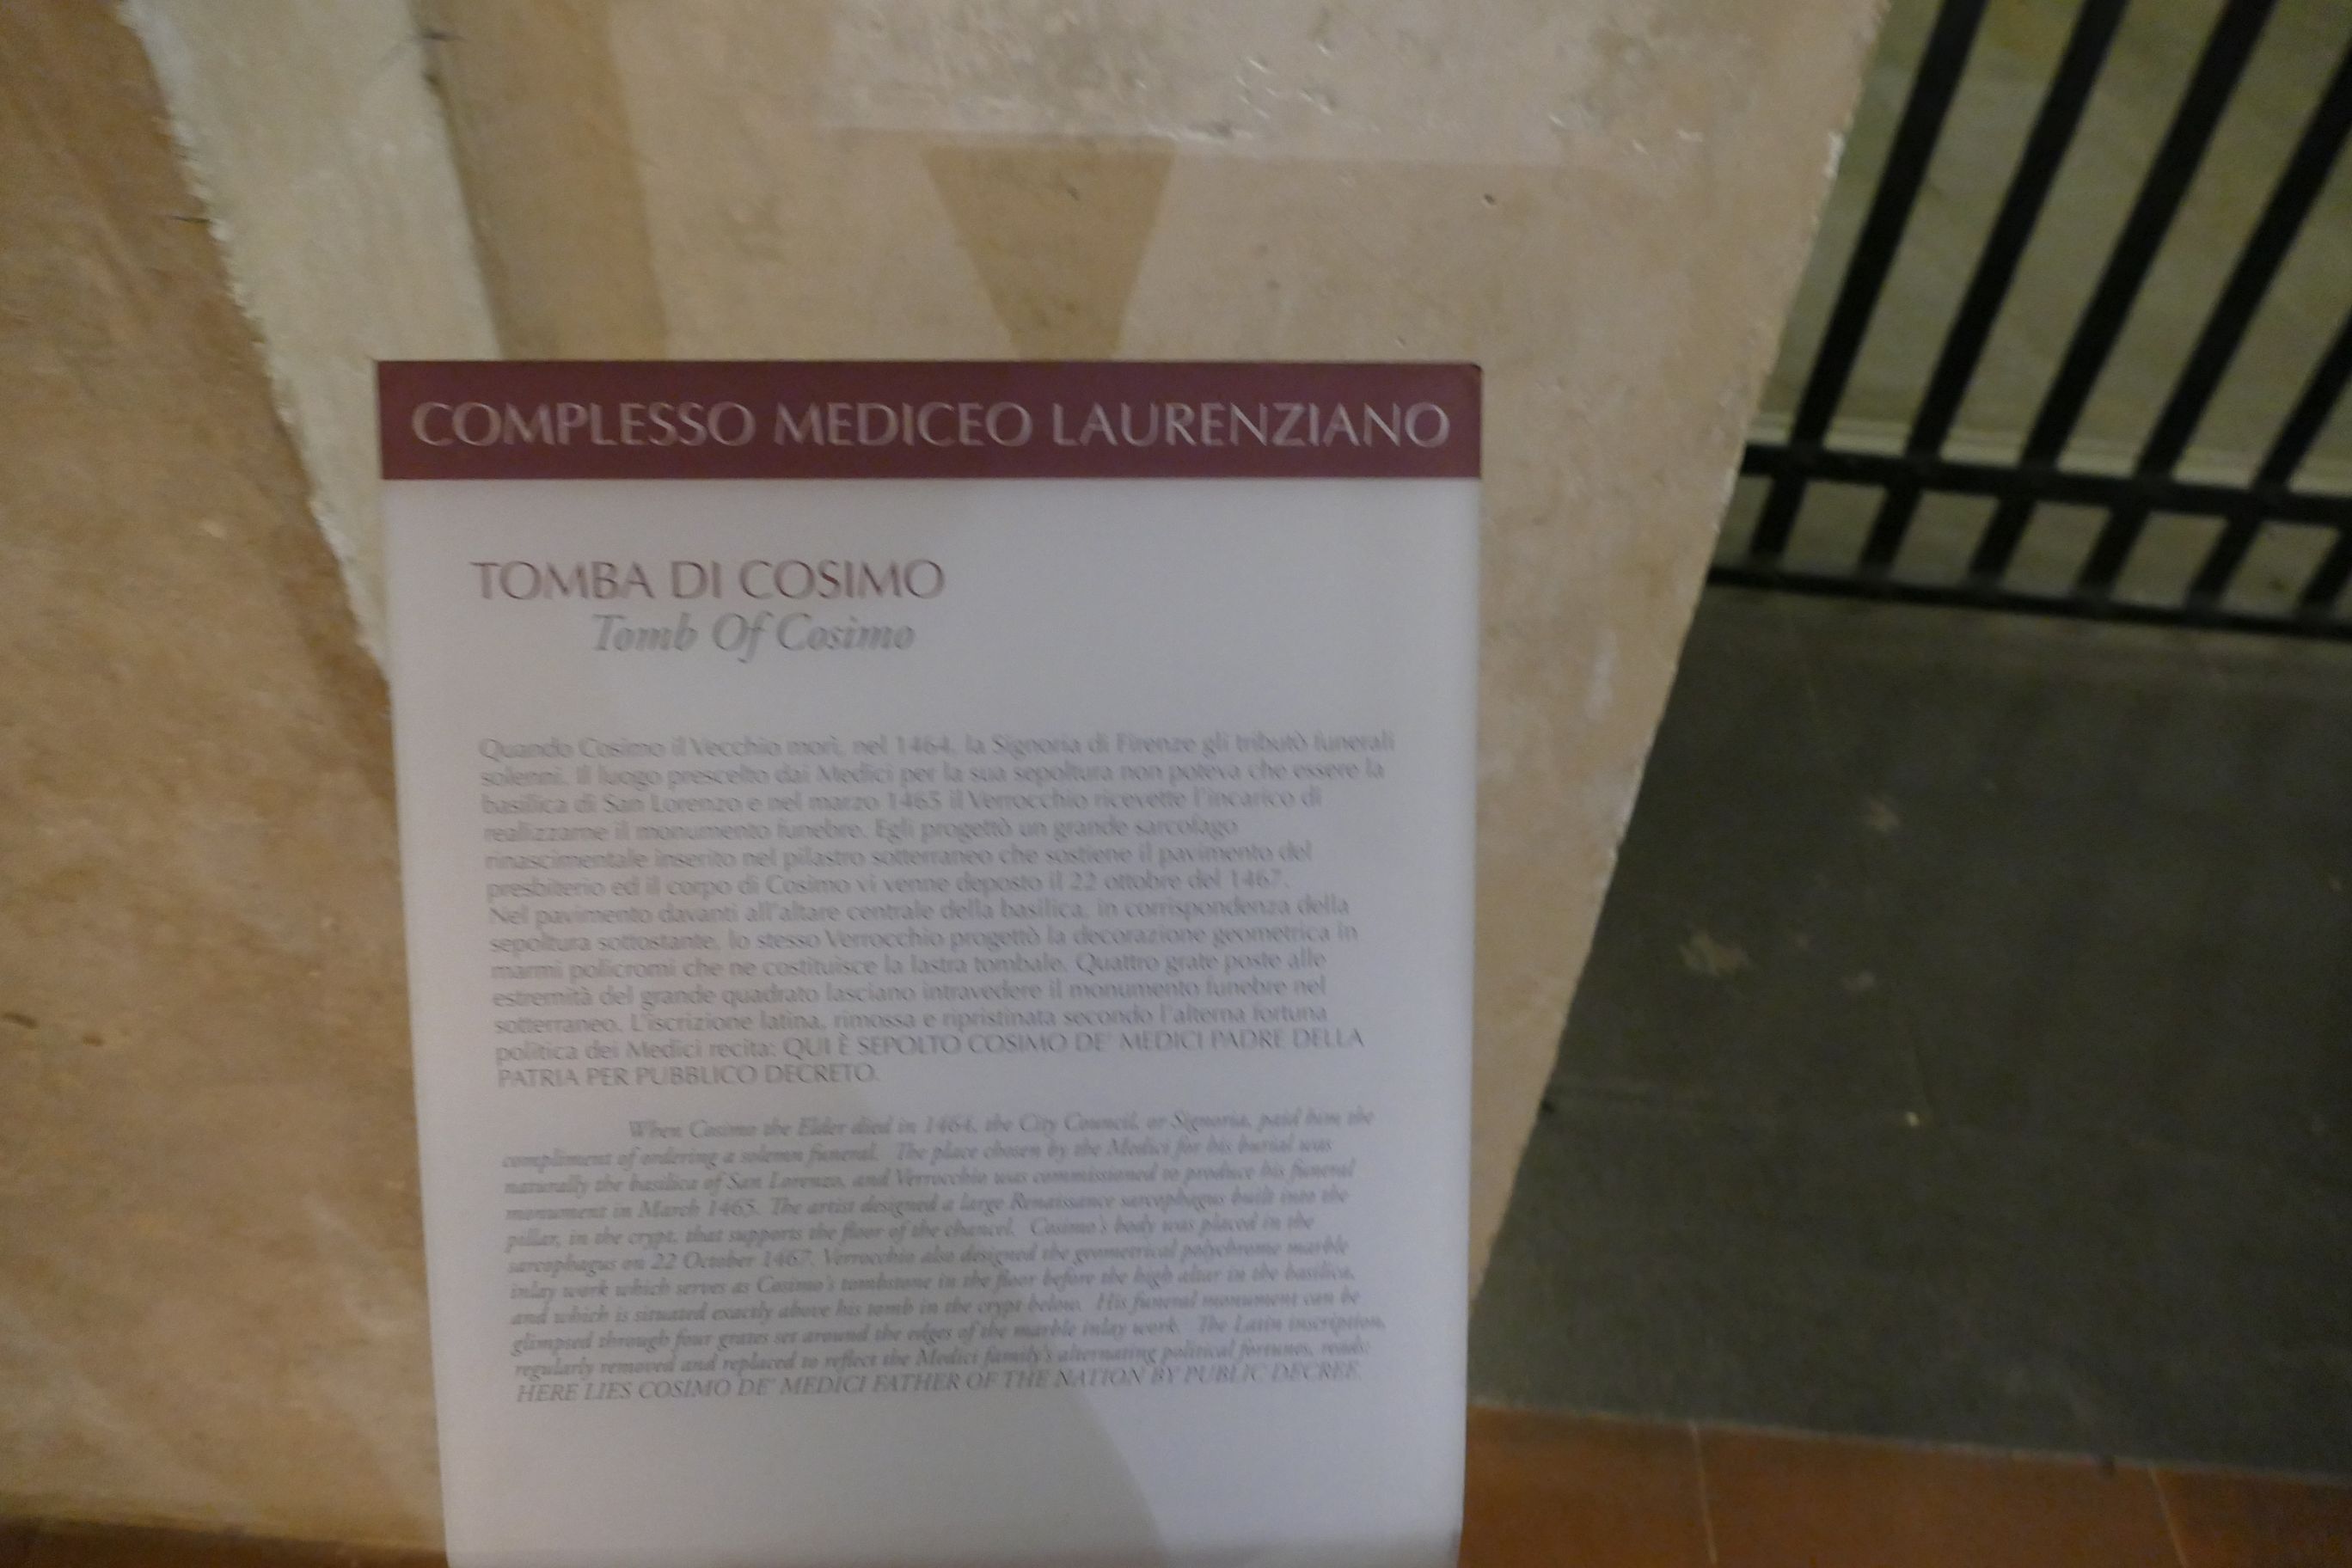 COMPLESSO MEDICEO LAURENZIANO
TOMBA DI COSIMO
Tomb Of Cosimo
Quando Cosimo il Vecchio morì, nel 1464, la Signoria di Firenze gli tributò funerali
solenni. Il luogo prescelto dai Medici per la sua sepoltura non poteva che essere la
basilica di San Lorenzo e nel marzo 1465 il Verrocchio ricevette l'incarico di
realizzarne il monumento funebre. Egli progettò un grande sarcofago
rinascimentale inserito nel pilastro sotterraneo che sostiene il pavimento del
presbiterio ed il corpo di Cosimo vi venne deposto il 22 ottobre del 1467.
Nel pavimento davanti all'altare centrale della basilica, in corrispondenza della
sepoltura sottostante, lo stesso Verrocchio progettò la decorazione geometrica in
marmi policromi che ne costituisce la lastra tombale. Quattro grate poste alle
estremità del grande quadrato lasciano intravedere il monumento funebre nel
sotterraneo. L'iscrizione latina, rimossa e ripristinata secondo l'alterna fortuna
politica dei Medici recita: QUI È SEPOLTO COSIMO DE' MEDICI PADRE DELLA
PATRIA PER PUBBLICO DECRETO.
When Cosimo the Elder died in 1464, the City Council, or Signoria, paid him the
compliment of ordering a solemn funeral. The place chosen by the Medici for his burial was
naturally the basilica of San Lorenzo, and Verrocchio was commissioned to produce his funeral
monument in March 1465. The artist designed a large Renaissance sarcophagus built into the
pillar, in the crypt, that supports the floor of the chancel. Cosimo's body was placed in the
sarcophagus on 22 October 1467. Verrocchio also designed the geometrical polychrome marble
inlay work which serves as Cosimo's tombstone in the floor before the high altar in the basilica,
and which is situated exactly above his tomb in the crypt below. His funeral monument can be
glimpsed through four grates set around the edges of the marble inlay work. The Latin inscription,
regularly removed and replaced to reflect the Medici family's alternating political fortunes, reads:
HERE LIES COSIMO DE' MEDICI FATHER OF THE NATION BY PUBLIC DECREE.